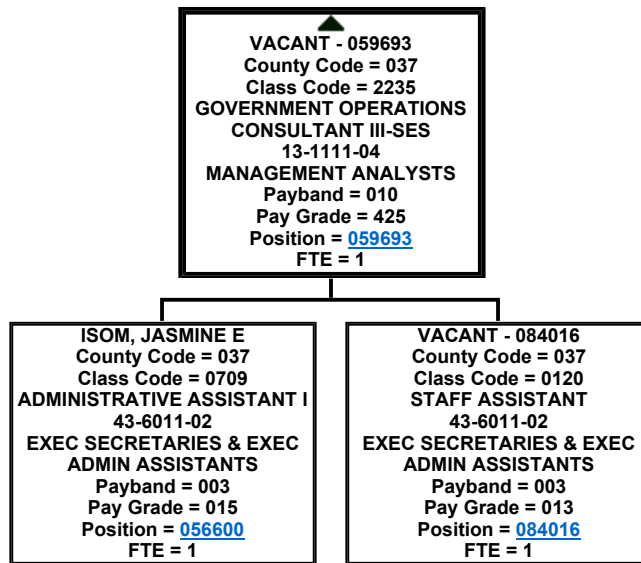 VACANT - 059693
County Code = 037
Class Code = 2235
GOVERNMENT OPERATIONS
CONSULTANT III-SES
13-1111-04
MANAGEMENT ANALYSTS
Payband = 010
Pay Grade = 425
Position = 059693
FTE = 1
ISOM, JASMINE E
County Code = 037
Class Code = 0709
ADMINISTRATIVE ASSISTANT I
43-6011-02
EXEC SECRETARIES & EXEC
ADMIN ASSISTANTS
Payband = 003
Pay Grade = 015
Position = 056600
FTE = 1
VACANT - 084016
County Code = 037
Class Code = 0120
STAFF ASSISTANT
43-6011-02
EXEC SECRETARIES & EXEC
ADMIN ASSISTANTS
Payband = 003
Pay Grade = 013
Position = 084016
FTE = 1